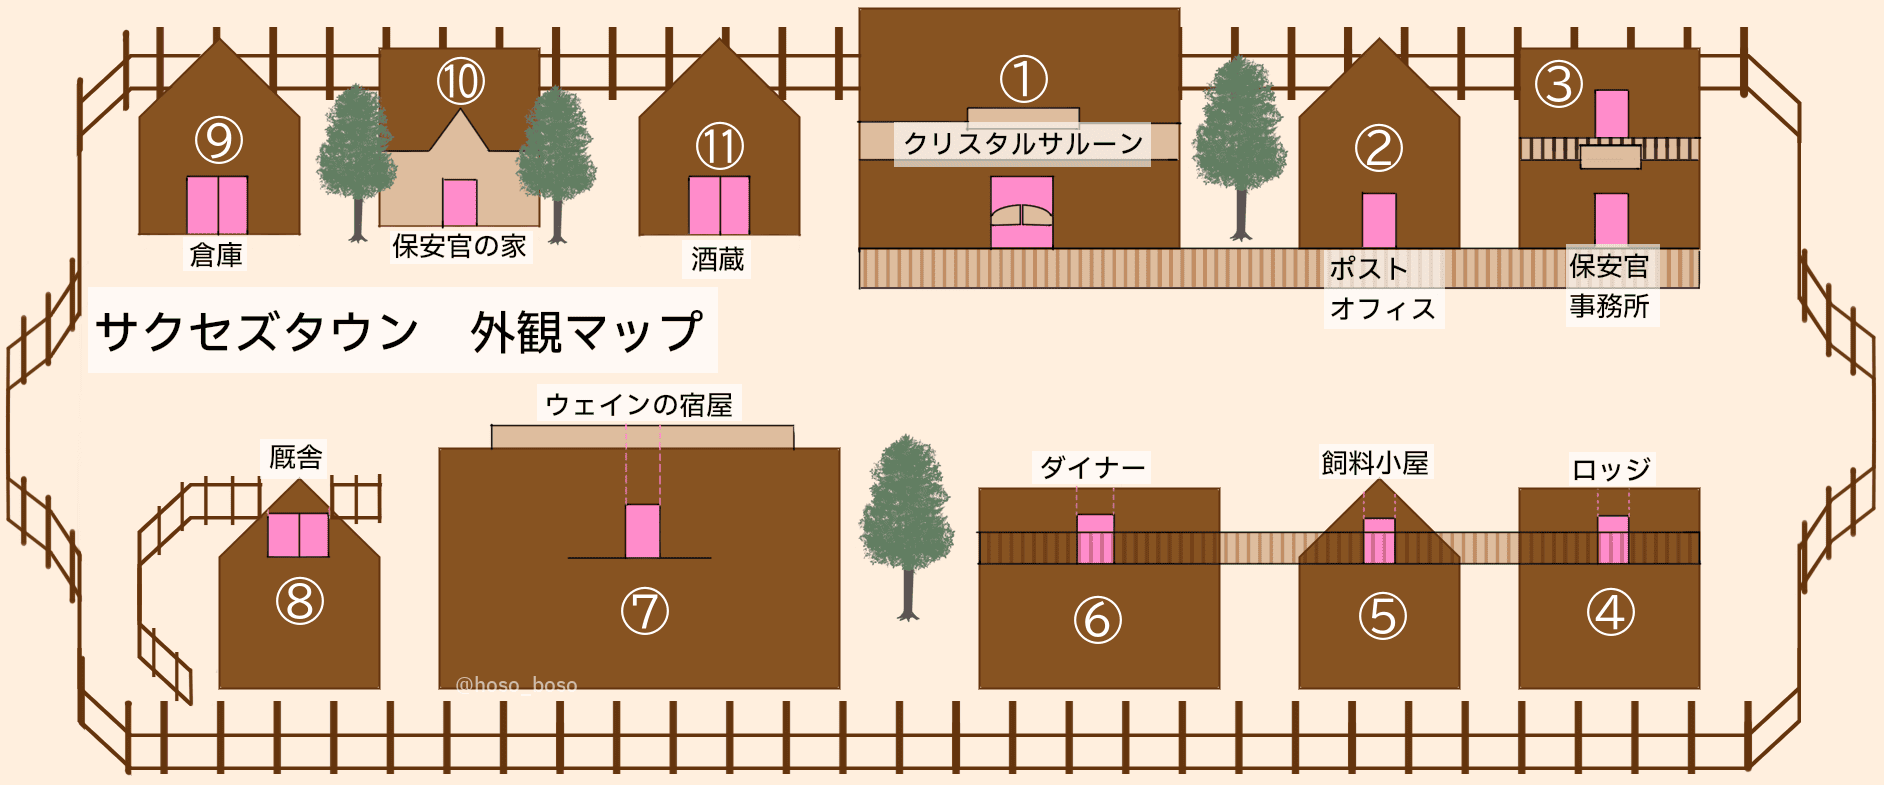 ⑨
⑩
⑪
①
②
③
クリスタルサルーン
倉庫
保安官の家
酒蔵
ポスト
オフィス
保安官
事務所
サクセズタウン　外観マップ
ウェインの宿屋
厩舎
ダイナー
飼料小屋
ロッジ
⑧
⑦
⑥
⑤
④
@hoso_boso